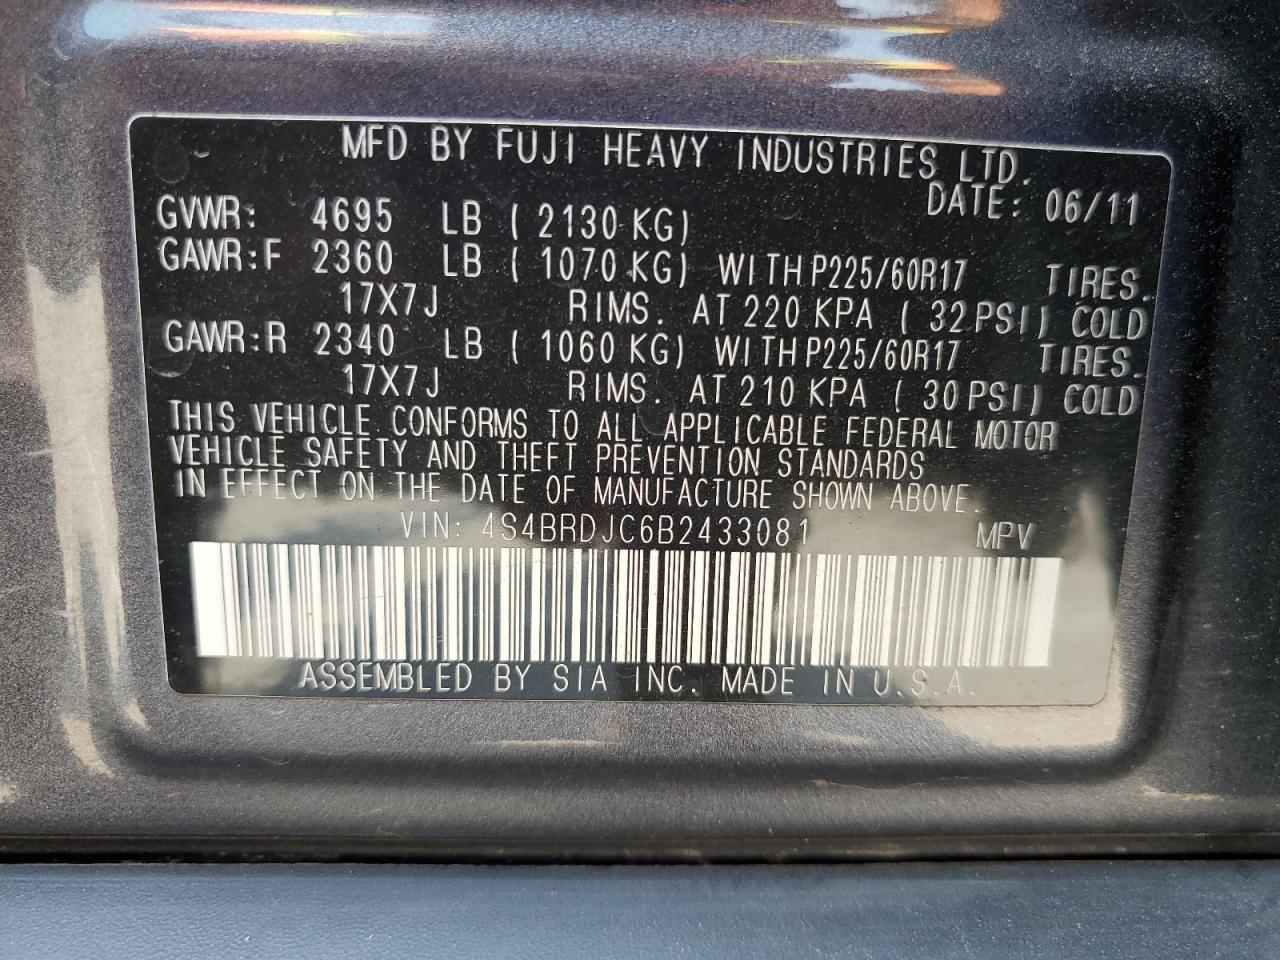 MFD BY FUJI HEAVY INDUSTRIES LTD.
DATE: 06/11
GVWR: 4695 LB ( 2130 KG)
GAWR:F 2360 LB ( 1070 KG) WITH P225/60R17 TIRES.
17X7J RIMS. AT 220 KPA ( 32 PSI) COLD
GAWR:R 2340 LB ( 1060 KG) WITH P225/60R17 TIRES.
17X7J RIMS. AT 210 KPA ( 30 PSI) COLD
THIS VEHICLE CONFORMS TO ALL APPLICABLE FEDERAL MOTOR
VEHICLE SAFETY AND THEFT PREVENTION STANDARDS
IN EFFECT ON THE DATE OF MANUFACTURE SHOWN ABOVE.
VIN: 4S4BRDJC6B2433081 MPV
ASSEMBLED BY SIA INC. MADE IN U.S.A.